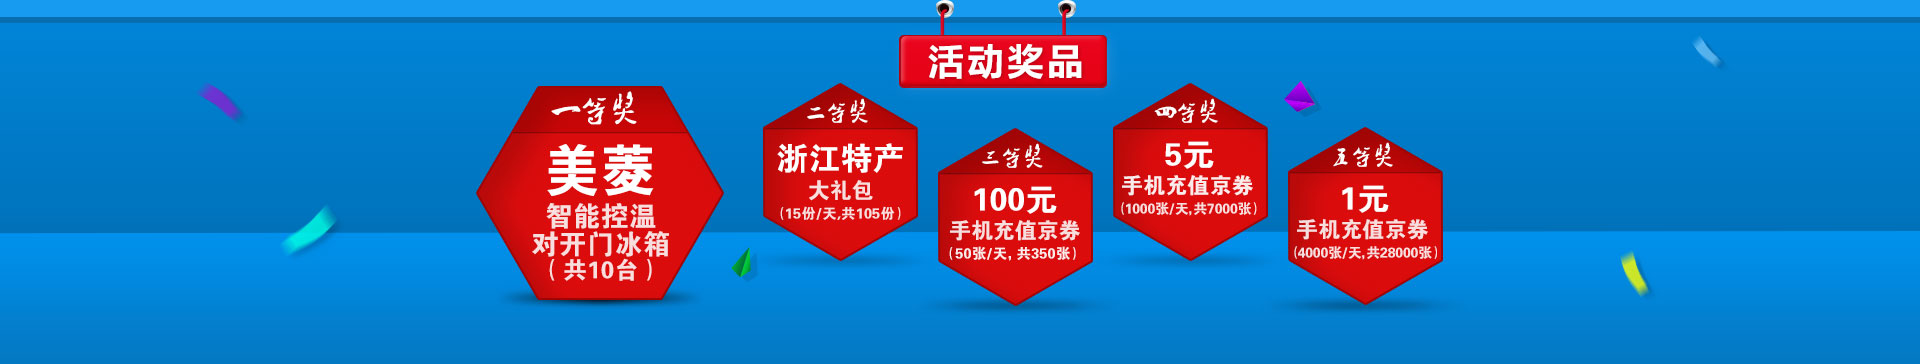 活动奖品
一等奖
美菱
智能控温
对开门冰箱
(共10台)
二等奖
浙江特产
大礼包
(15份/天,共105份)
三等奖
100元
手机充值京券
(50张/天,共350张)
四等奖
5元
手机充值京券
(1000张/天,共7000张)
五等奖
1元
手机充值京券
(4000张/天,共28000张)